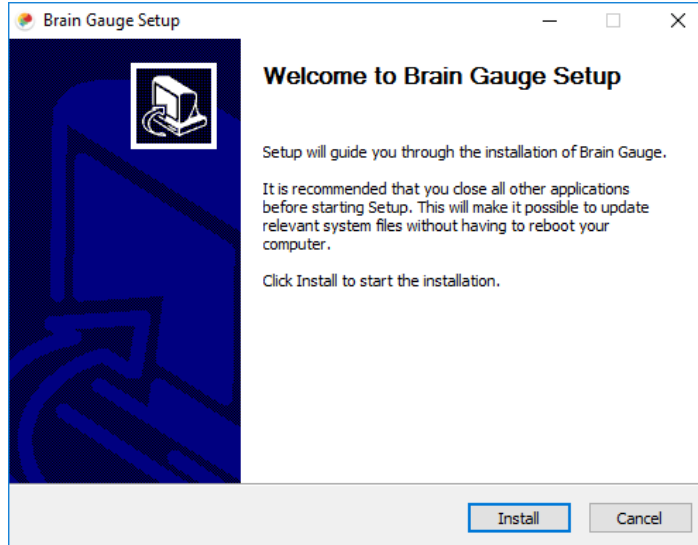 Brain Gauge Setup
Welcome to Brain Gauge Setup
Setup will guide you through the installation of Brain Gauge.
It is recommended that you close all other applications
before starting Setup. This will make it possible to update
relevant system files without having to reboot your
computer.
Click Install to start the installation.
Install
Cancel